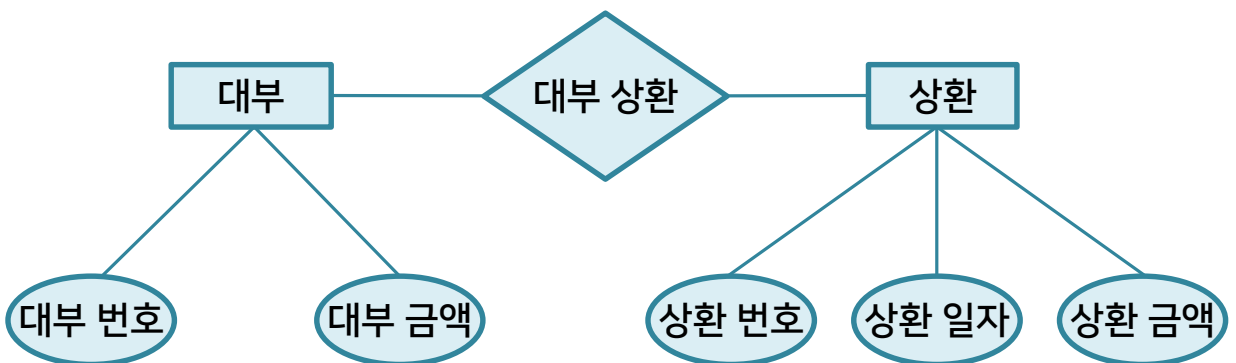 대부
대부 상환
상환
대부 번호
대부 금액
상환 번호
상환 일자
상환 금액